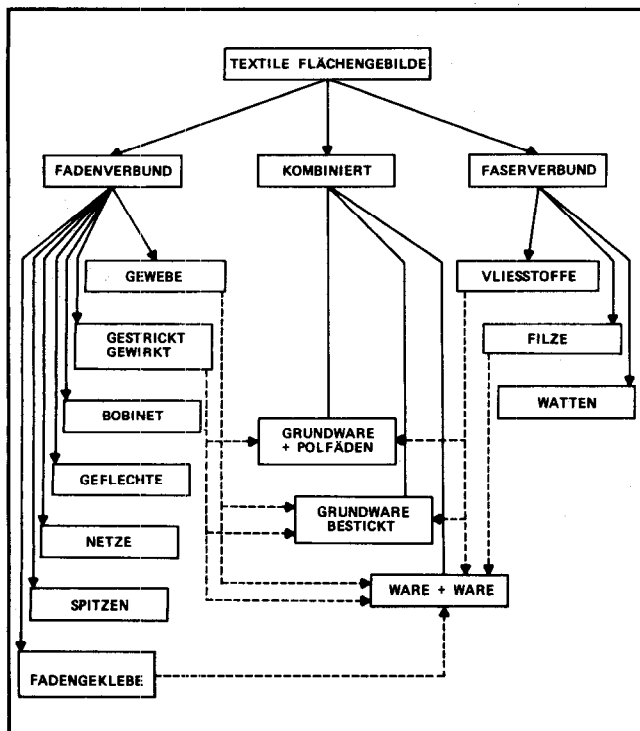 TEXTILE FLÄCHENGEBILDE
FADENVERBUND
KOMBINIERT
FASERVERBUND
GEWEBE
VLIESSTOFFE
GESTRICKT
GEWIRKT
FILZE
WATTEN
BOBINET
GRUNDWARE
+ POLFÄDEN
GEFLECHTE
GRUNDWARE
BESTICKT
NETZE
WARE + WARE
SPITZEN
FADENGEKLEBE